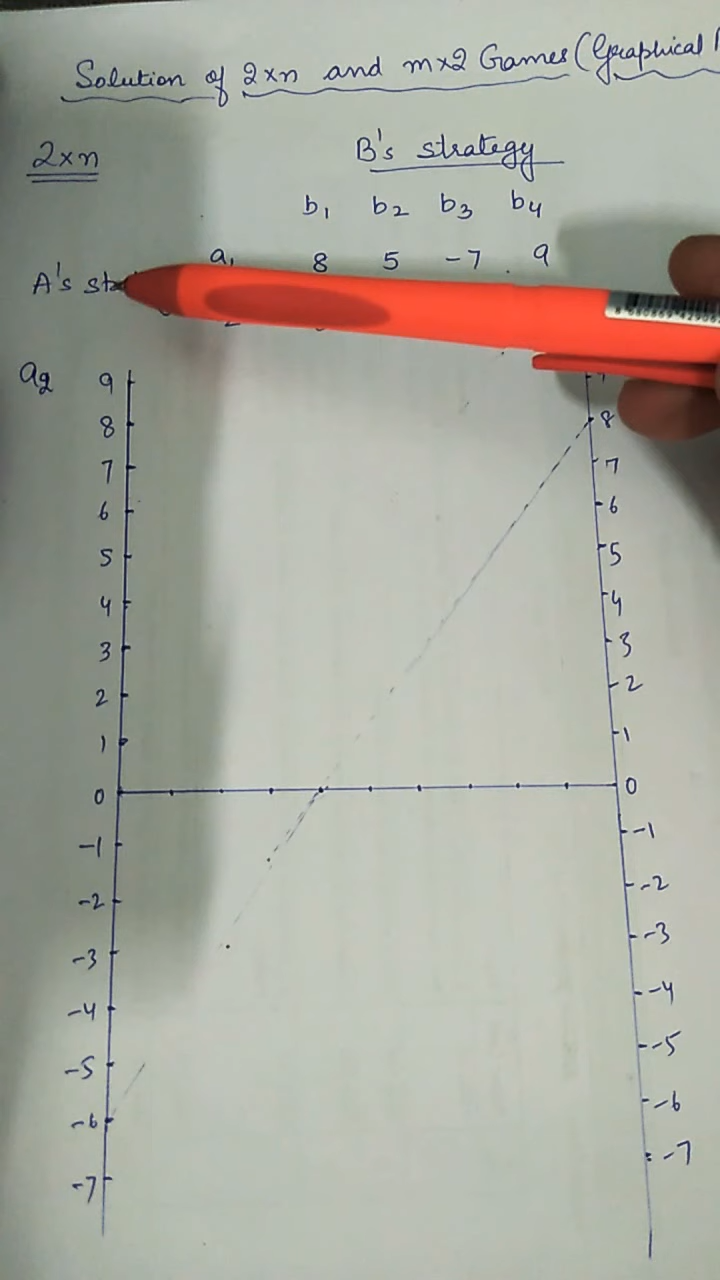 Solution of 2×n and m×2 Games (Graphical
2×n B's strategy
b1 b2 b3 b4
a1 8 5 -7 9
A's
a2
9
8 8
7 7
6 6
5 5
4 4
3 3
2 2
1 1
0 0
-1 -1
-2 -2
-3 -3
-4 -4
-5 -5
-6 -6
-7 -7